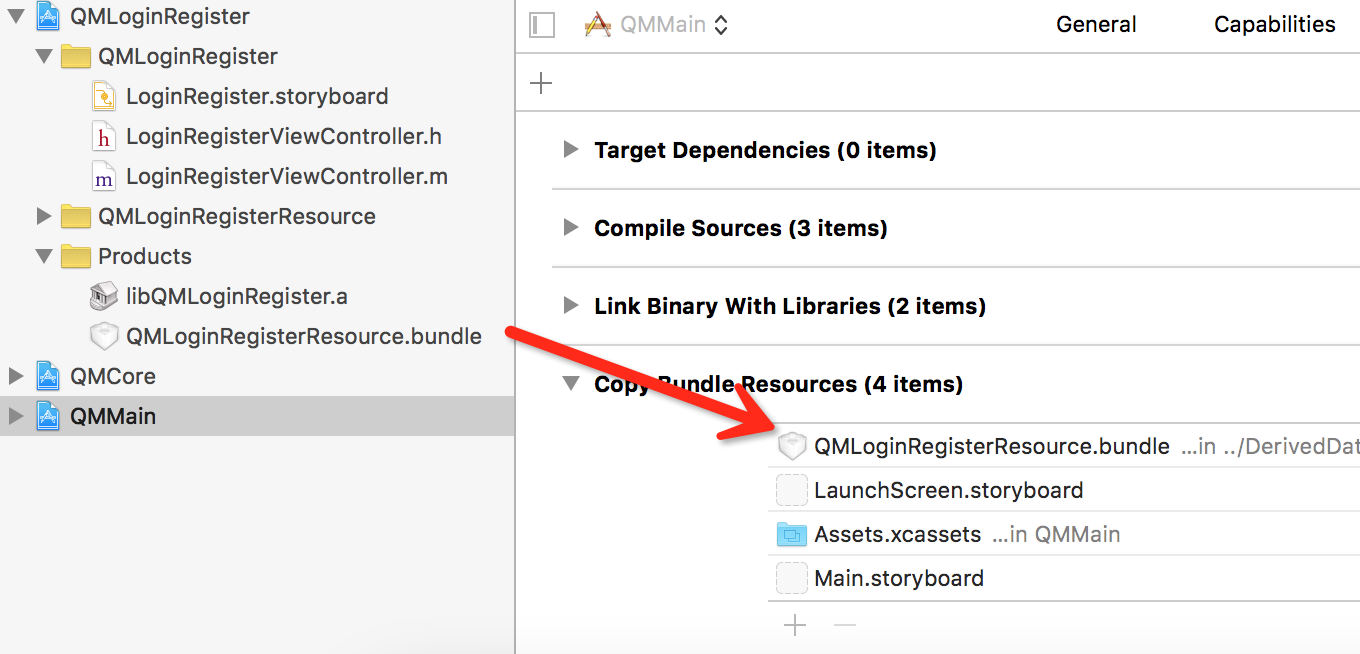 QMLoginRegister
QMLoginRegister
LoginRegister.storyboard
h LoginRegisterViewController.h
m LoginRegisterViewController.m
QMLoginRegisterResource
Products
libQMLoginRegister.a
QMLoginRegisterResource.bundle
QMCore
QMMain
QMMain General Capabilities
Target Dependencies (0 items)
Compile Sources (3 items)
Link Binary With Libraries (2 items)
Copy Bundle Resources (4 items)
QMLoginRegisterResource.bundle ...in ../DerivedDat
LaunchScreen.storyboard
Assets.xcassets ...in QMMain
Main.storyboard